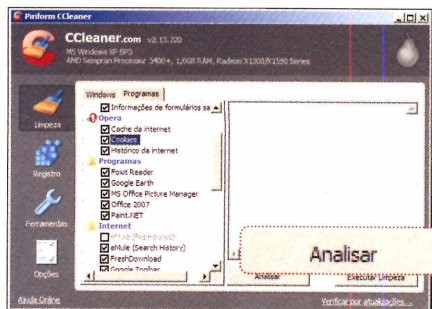 Piriform CCleaner
CCleaner.com v2.13.720
MS Windows XP SP3
AMD Sempron Processor 3400+, 1,0GB RAM, Radeon X1300/X1550 Series
Windows Programas
Limpeza
Registro
Ferramentas
Opções
Informações de formulários sa
Opera
Cache da internet
Cookies
Histórico da internet
Programas
Foxit Reader
Google Earth
MS Office Picture Manager
Office 2007
Paint.NET
Internet
eMule (Search History)
FreshDownload
Google Toolbar
Analisar
Analisar
Executar Limpeza
Ajuda Online
Verificar por atualizações...